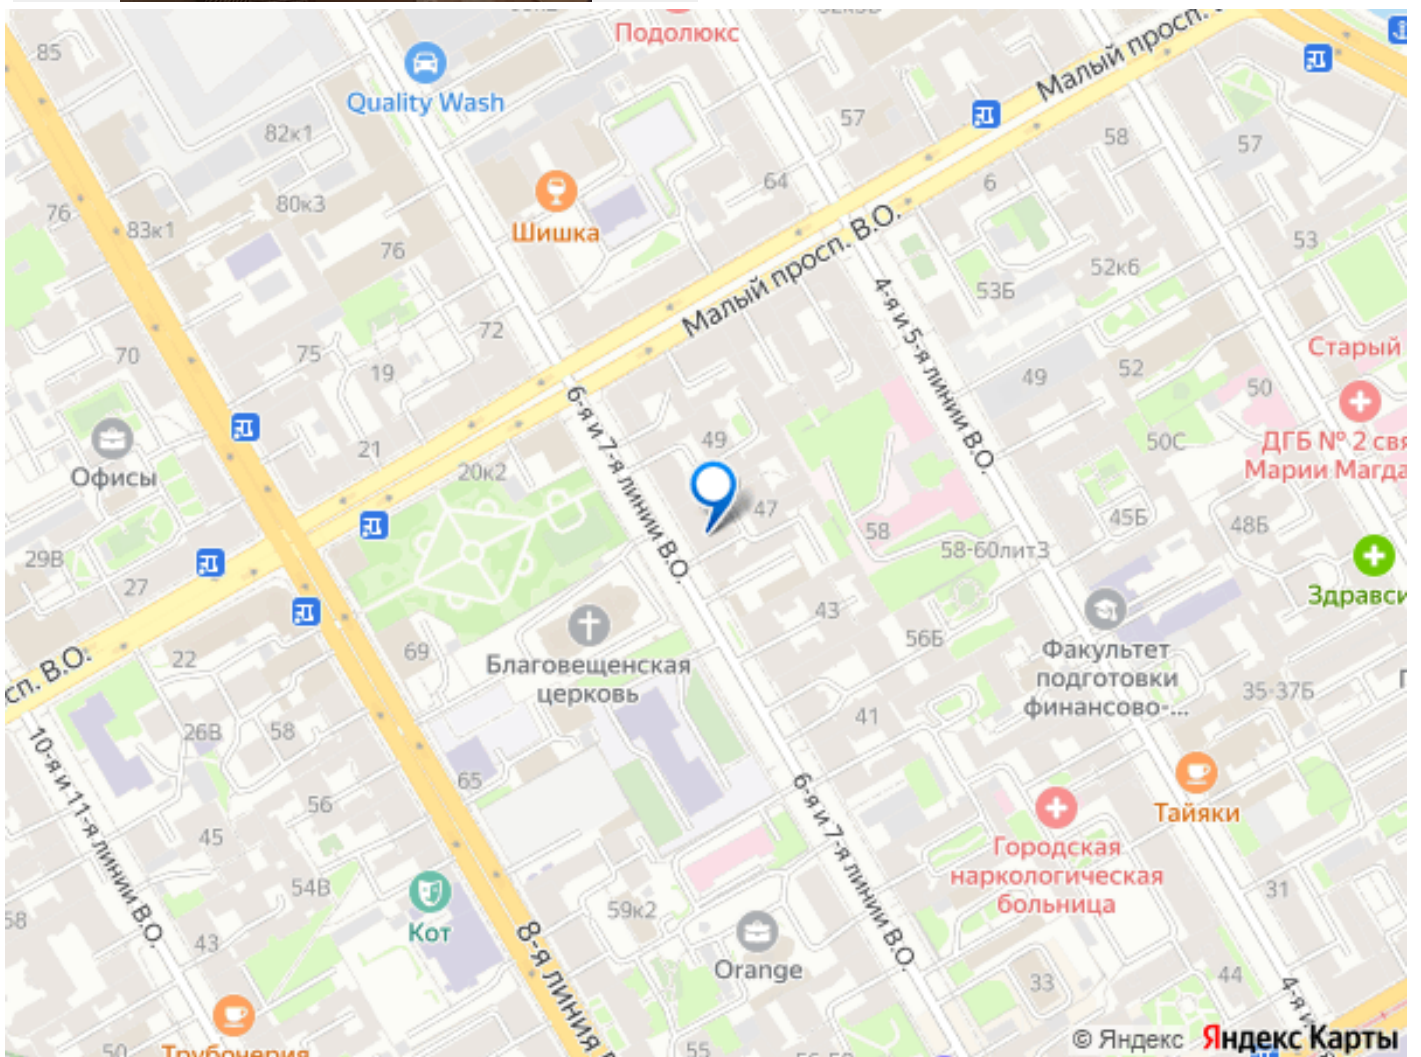 Подолюкс
85
Quality Wash
Малый просп.
57
82к1
58
57
64
6
76
80к3
83к1
Шишка
Малый просп. В.О.
53
76
52к6
53Б
4-я и 5-я линии В.О.
72
Старый
70
75
19
49
52
50
6-я и 7-я линии В.О.
ДГБ № 2 свя
Марии Магда
49
50С
21
20к2
Офисы
47
45Б
48Б
58
58-60лит3
29В
27
Здравси
43
56Б
Факультет
подготовки
финансово-...
69
Благовещенская
церковь
22
сп. В.О.
35-37Б
41
26В
58
10-я и 11-я линии В.О.
65
6-я и 7-я линии В.О.
56
Тайяки
45
Городская
наркологическая
больница
54В
31
58
59к2
Кот
43
8-я линия
Orange
33
44
4-я и
Трубочерия
50
55
© Яндекс Яндекс Карты